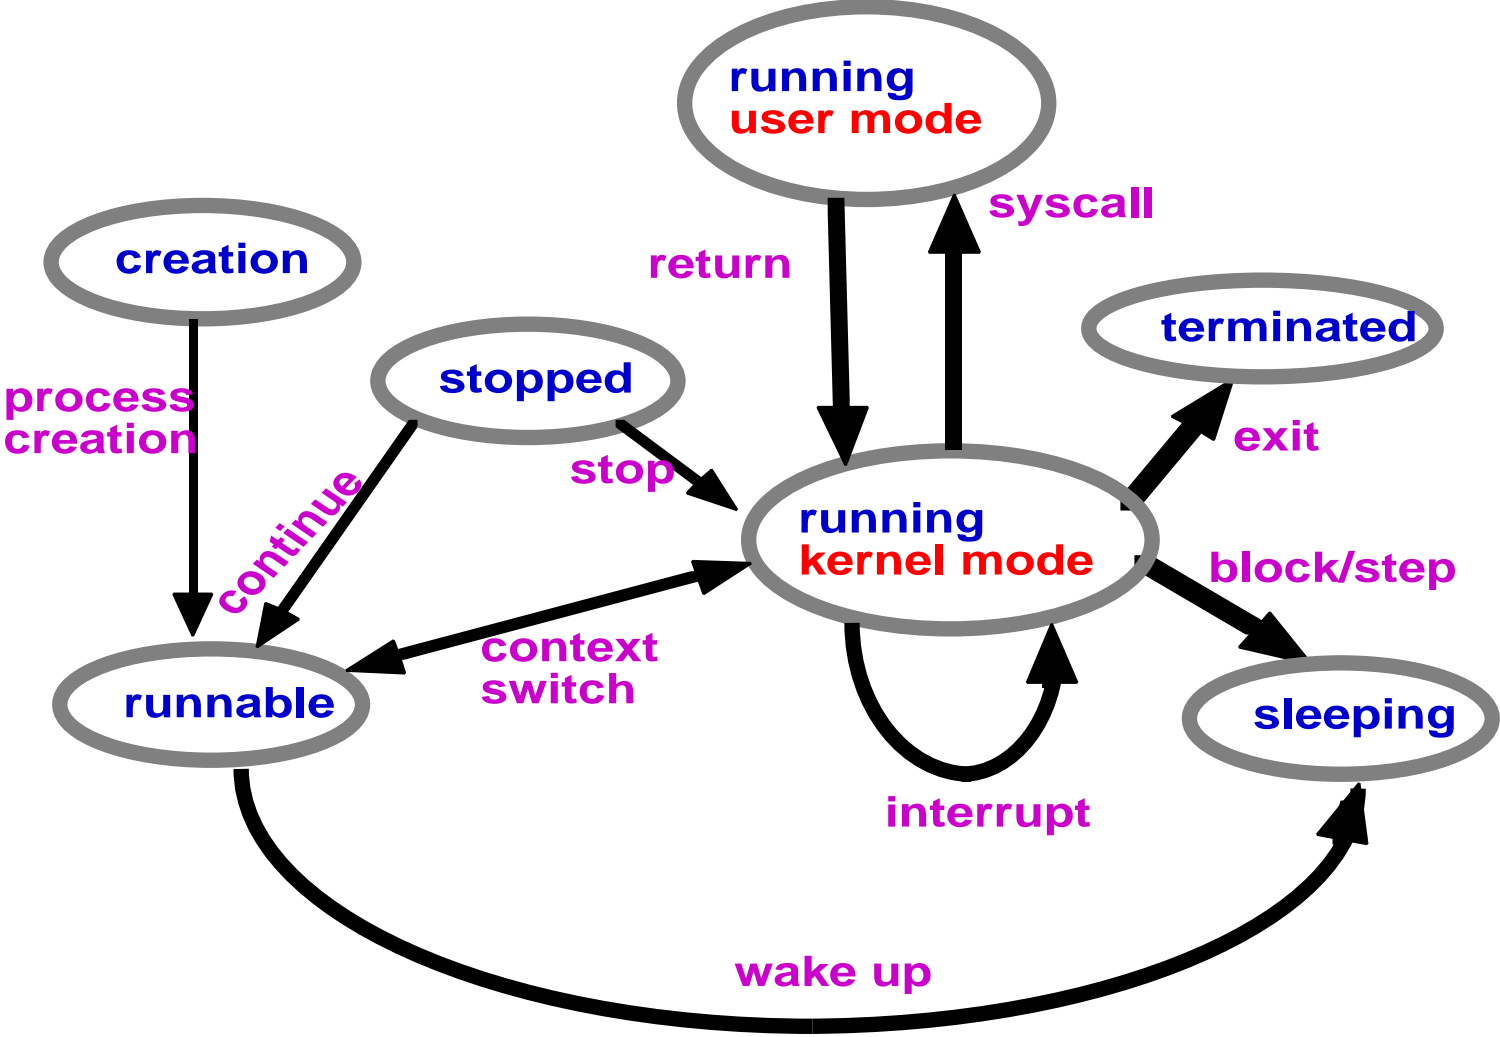 running
user mode
syscall
creation
return
terminated
stopped
process
creation
exit
stop
continue
running
kernel mode
block/step
context
switch
runnable
sleeping
interrupt
wake up